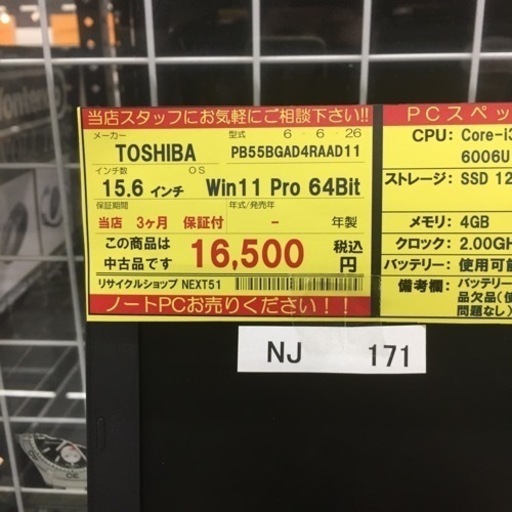 当店スタッフにお気軽にご相談下さい!!
メーカー
型式
6 - 6 - 26
TOSHIBA
PB55BGAD4RAAD11
インチ数
OS
15.6 インチ
Win11 Pro 64Bit
保証期間
年式/発売年
当店 3ヶ月 保証付
-
年製
この商品は
中古品です
16,500
税込
円
リサイクルショップ NEXT51
ノートPCお売りください！！
PCスペッ
CPU: Core-i3
6006U
ストレージ: SSD 12
メモリ: 4GB
クロック: 2.00GH
バッテリー: 使用可能
備考欄: バッテリー
品欠品(使
問題なし)
NJ 171